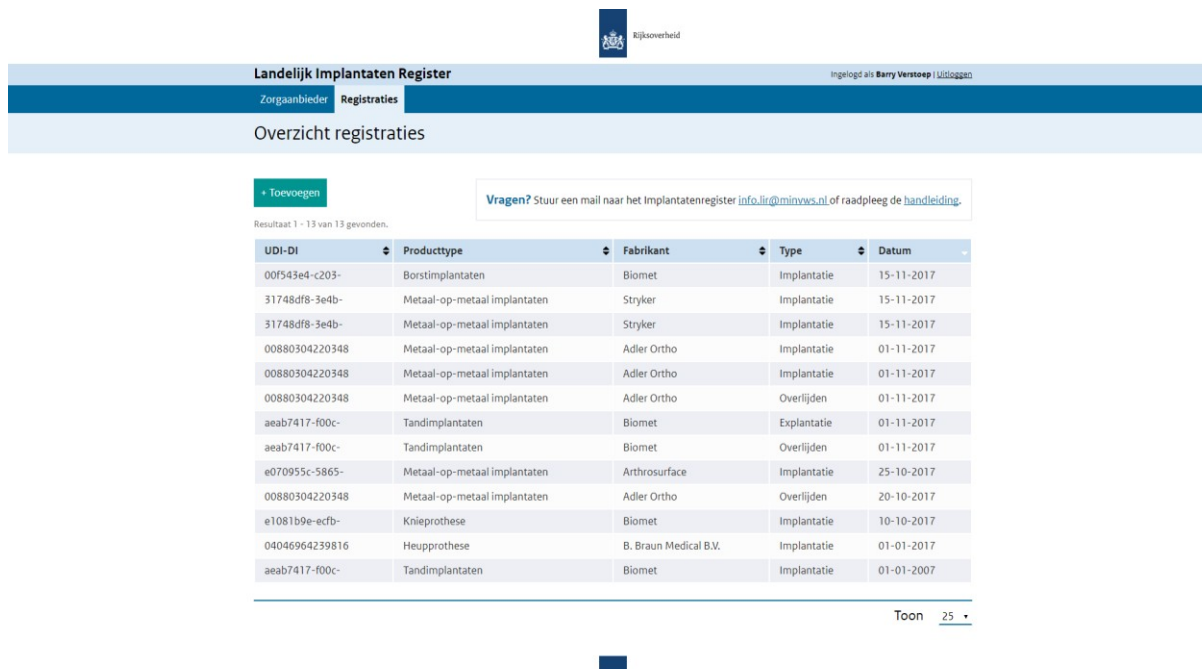 Rijksoverheid
Landelijk Implantaten Register
Ingelogd als Barry Verstoep | Uitloggen
Zorgaanbieder Registraties
Overzicht registraties
+ Toevoegen
Vragen? Stuur een mail naar het Implantatenregister info.lir@minvws.nl of raadpleeg de handleiding.
Resultaat 1 - 13 van 13 gevonden.
UDI-DI Producttype Fabrikant Type Datum
00f543e4-c203- Borstimplantaten Biomet Implantatie 15-11-2017
31748df8-3e4b- Metaal-op-metaal implantaten Stryker Implantatie 15-11-2017
31748df8-3e4b- Metaal-op-metaal implantaten Stryker Implantatie 15-11-2017
00880304220348 Metaal-op-metaal implantaten Adler Ortho Implantatie 01-11-2017
00880304220348 Metaal-op-metaal implantaten Adler Ortho Implantatie 01-11-2017
00880304220348 Metaal-op-metaal implantaten Adler Ortho Overlijden 01-11-2017
aeab7417-f00c- Tandimplantaten Biomet Explantatie 01-11-2017
aeab7417-f00c- Tandimplantaten Biomet Overlijden 01-11-2017
e070955c-5865- Metaal-op-metaal implantaten Arthrosurface Implantatie 25-10-2017
00880304220348 Metaal-op-metaal implantaten Adler Ortho Overlijden 20-10-2017
e1081b9e-ecfb- Knieprothese Biomet Implantatie 10-10-2017
04046964239816 Heupprothese B. Braun Medical B.V. Implantatie 01-01-2017
aeab7417-f00c- Tandimplantaten Biomet Implantatie 01-01-2007
Toon 25